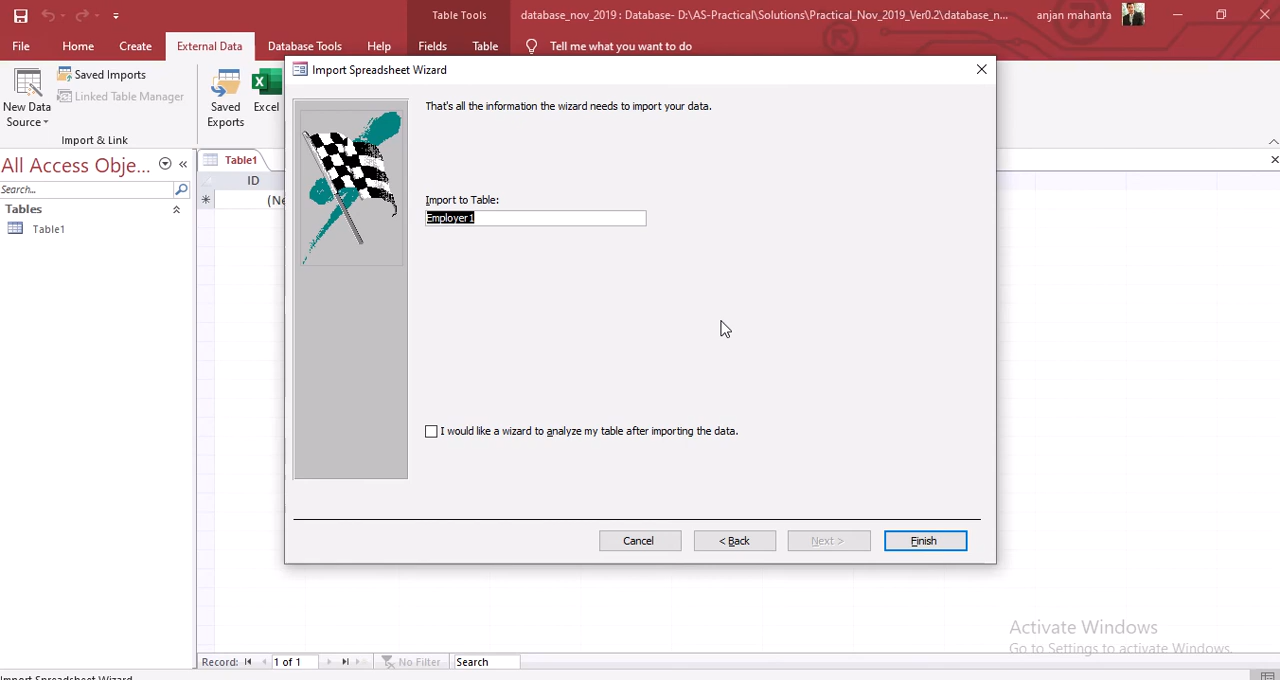 Table Tools
database_nov_2019 : Database- D:\AS-Practical\Solutions\Practical_Nov_2019_Ver0.2\database_n...
anjan mahanta
File
Home
Create
External Data
Database Tools
Help
Fields
Table
Tell me what you want to do
New Data
Source
Saved Imports
Linked Table Manager
Saved
Exports
Excel
Import & Link
Import Spreadsheet Wizard
That's all the information the wizard needs to import your data.
Import to Table:
Employer1
I would like a wizard to analyze my table after importing the data.
Cancel
< Back
Next >
Finish
All Access Obje...
Search...
Tables
Table1
Table1
ID
(Ne
Activate Windows
Go to Settings to activate Windows.
Record:
1 of 1
No Filter
Search
Import Spreadsheet Wizard